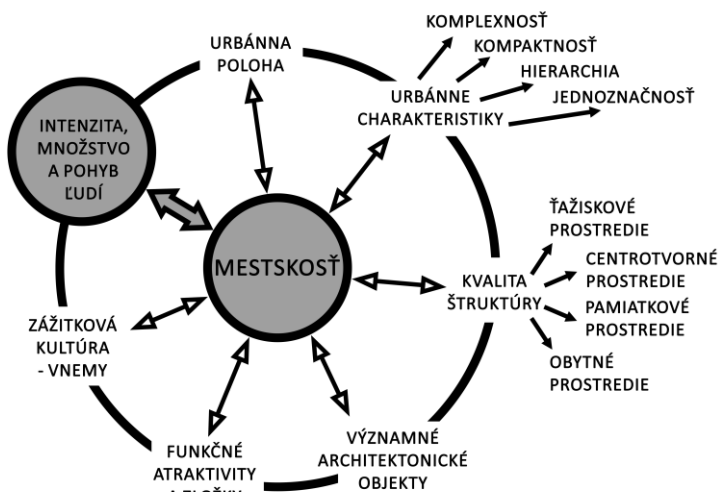 URBÁNNA
POLOHA
KOMPLEXNOSŤ
KOMPAKTNOSŤ
HIERARCHIA
JEDNOZNAČNOSŤ
URBÁNNE
CHARAKTERISTIKY
INTENZITA,
MNOŽSTVO
A POHYB
ĽUDÍ
MESTSKOSŤ
ŤAŽISKOVÉ
PROSTREDIE
CENTROTVORNÉ
PROSTREDIE
PAMIATKOVÉ
PROSTREDIE
OBYTNÉ
PROSTREDIE
KVALITA
ŠTRUKTÚRY
ZÁŽITKOVÁ
KULTÚRA
- VNEMY
FUNKČNÉ
ATRAKTIVITY
VÝZNAMNÉ
ARCHITEKTONICKÉ
OBJEKTY